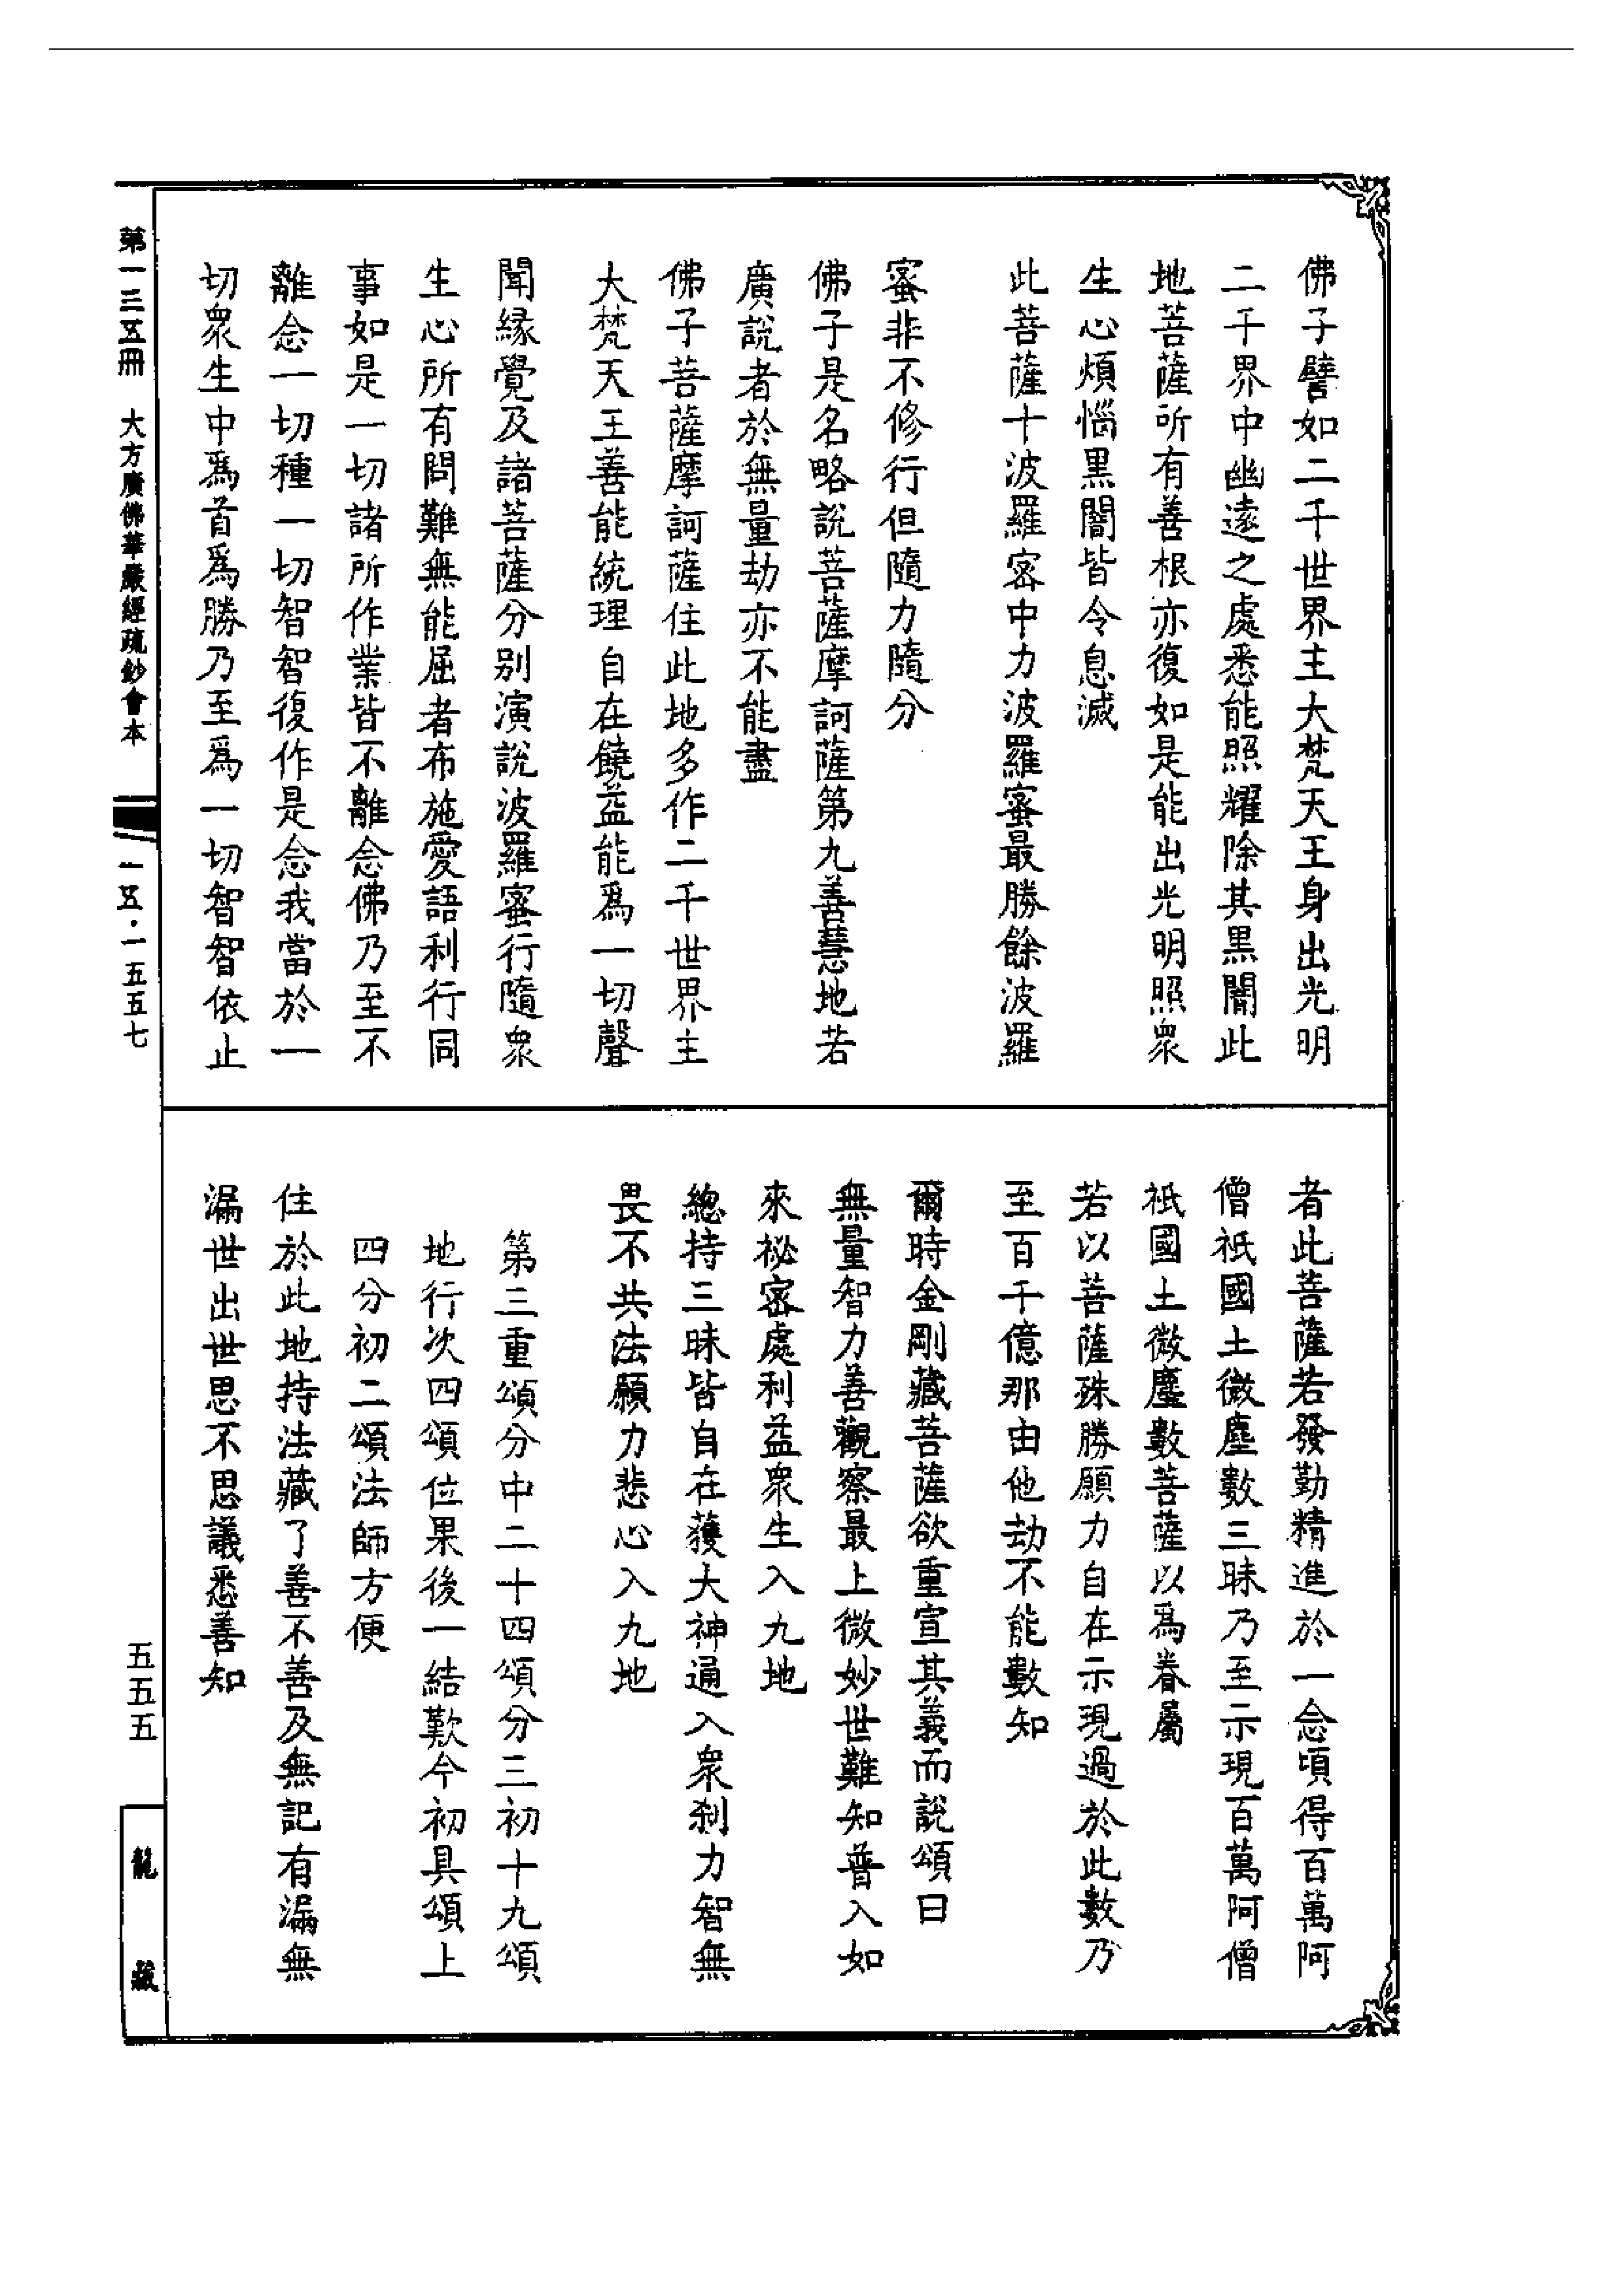 佛子譬如二千世界主大梵天王身出光明
二千界中幽遠之處悉能照耀除其黑闇此
地菩薩所有善根亦復如是能出光明照衆
生心煩惱黑闇皆令息滅
此菩薩十波羅密中力波羅蜜最勝餘波羅
蜜非不修行但隨力隨分
佛子是名略說菩薩摩訶薩第九善慧地若
廣說者於無量劫亦不能盡
佛子菩薩摩訶薩住此地多作二千世界主
大梵天王善能統理自在饒益能爲一切聲
聞緣覺及諸菩薩分別演說波羅蜜行隨衆
生心所有問難無能屈者布施愛語利行同
事如是一切諸所作業皆不離念佛乃至不
離念一切種一切智智復作是念我當於一
切衆生中爲首爲勝乃至爲一切智智依止
者此菩薩若發勤精進於一念頃得百萬阿
僧祇國土微塵數三昧乃至示現百萬阿僧
祇國土微塵數菩薩以爲眷屬
若以菩薩殊勝願力自在示現過於此數乃
至百千億那由他劫不能數知
爾時金剛藏菩薩欲重宣其義而說頌曰
無量智力善觀察最上微妙世難知普入如
來祕密處利益衆生入九地
總持三昧皆自在獲大神通入衆剎力智無
畏不共法願力悲心入九地
第三重頌分中二十四頌分三初十九頌
地行次四頌位果後一結歎今初具頌上
四分初二頌法師方便
住於此地持法藏了善不善及無記有漏無
漏世出世思不思議悉善知
第一三五冊 大方廣佛華嚴經疏鈔會本
一五·一五五七
五五五
龍藏